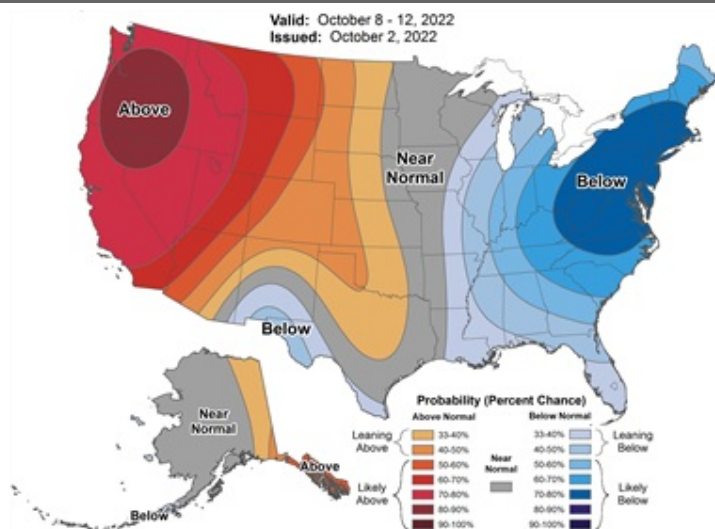 Valid: October 8 - 12, 2022
Issued: October 2, 2022
Above
Near
Normal
Below
Below
Near
Normal
Above
Below
Probability (Percent Chance)
Above Normal
Below Normal
Leaning
Above
33-40%
40-50%
Likely
Above
50-60%
60-70%
70-80%
80-90%
90-100%
Near
Normal
33-40%
40-50%
Leaning
Below
50-60%
60-70%
70-80%
80-90%
90-100%
Likely
Below